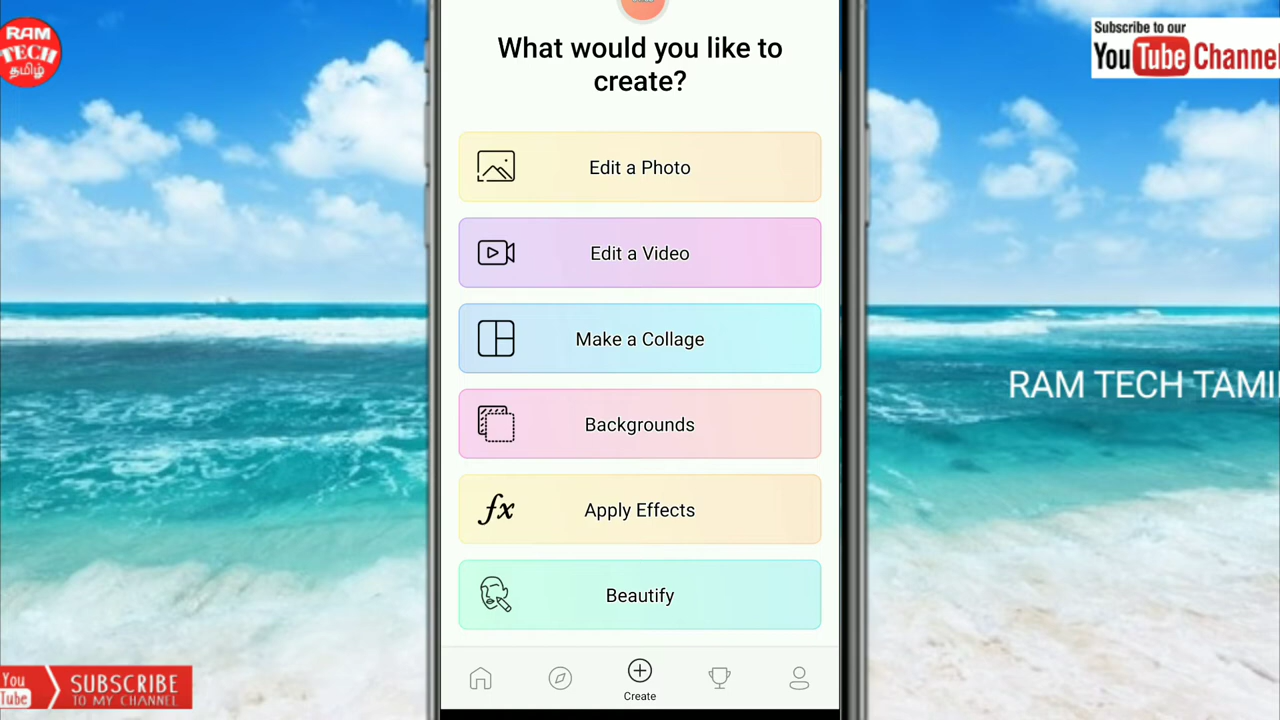 RAM
TECH
தமிழ்
Subscribe to our
YouTube Channel
What would you like to
create?
Edit a Photo
Edit a Video
Make a Collage
RAM TECH TAMI
Backgrounds
fx
Apply Effects
Beautify
You
Tube
SUBSCRIBE
TO MY CHANNEL
Create